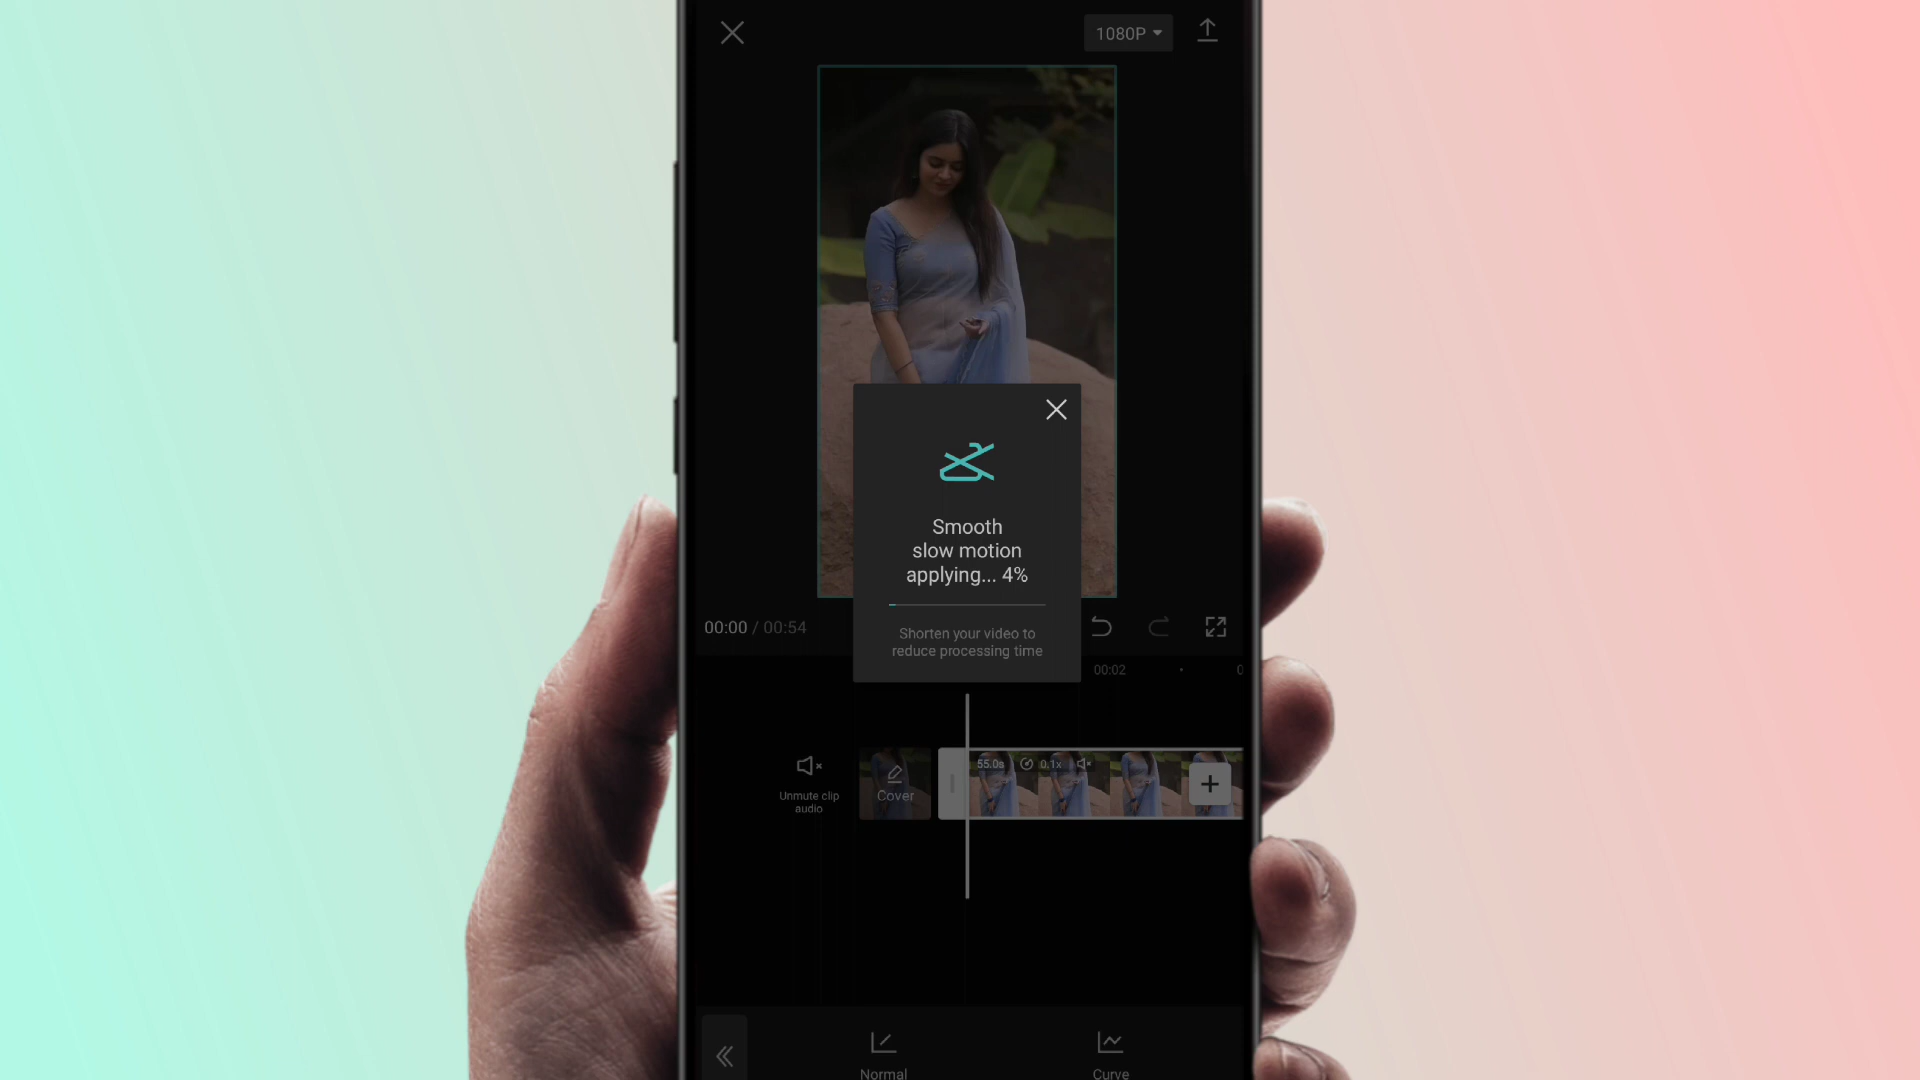 1080P
Smooth
slow motion
applying... 4%
Shorten your video to
reduce processing time
00:00 / 00:54
00:02
55.0s 0.1x
Unmute clip
audio
Cover
Normal
Curve